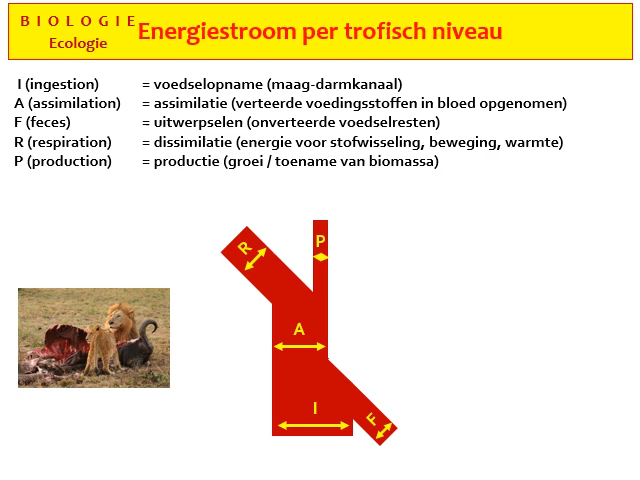 BIOLOGIE
Ecologie
Energiestroom per trofisch niveau
I (ingestion) = voedselopname (maag-darmkanaal)
A (assimilation) = assimilatie (verteerde voedingsstoffen in bloed opgenomen)
F (feces) = uitwerpselen (onverteerde voedselresten)
R (respiration) = dissimilatie (energie voor stofwisseling, beweging, warmte)
P (production) = productie (groei / toename van biomassa)
R
P
A
I
F